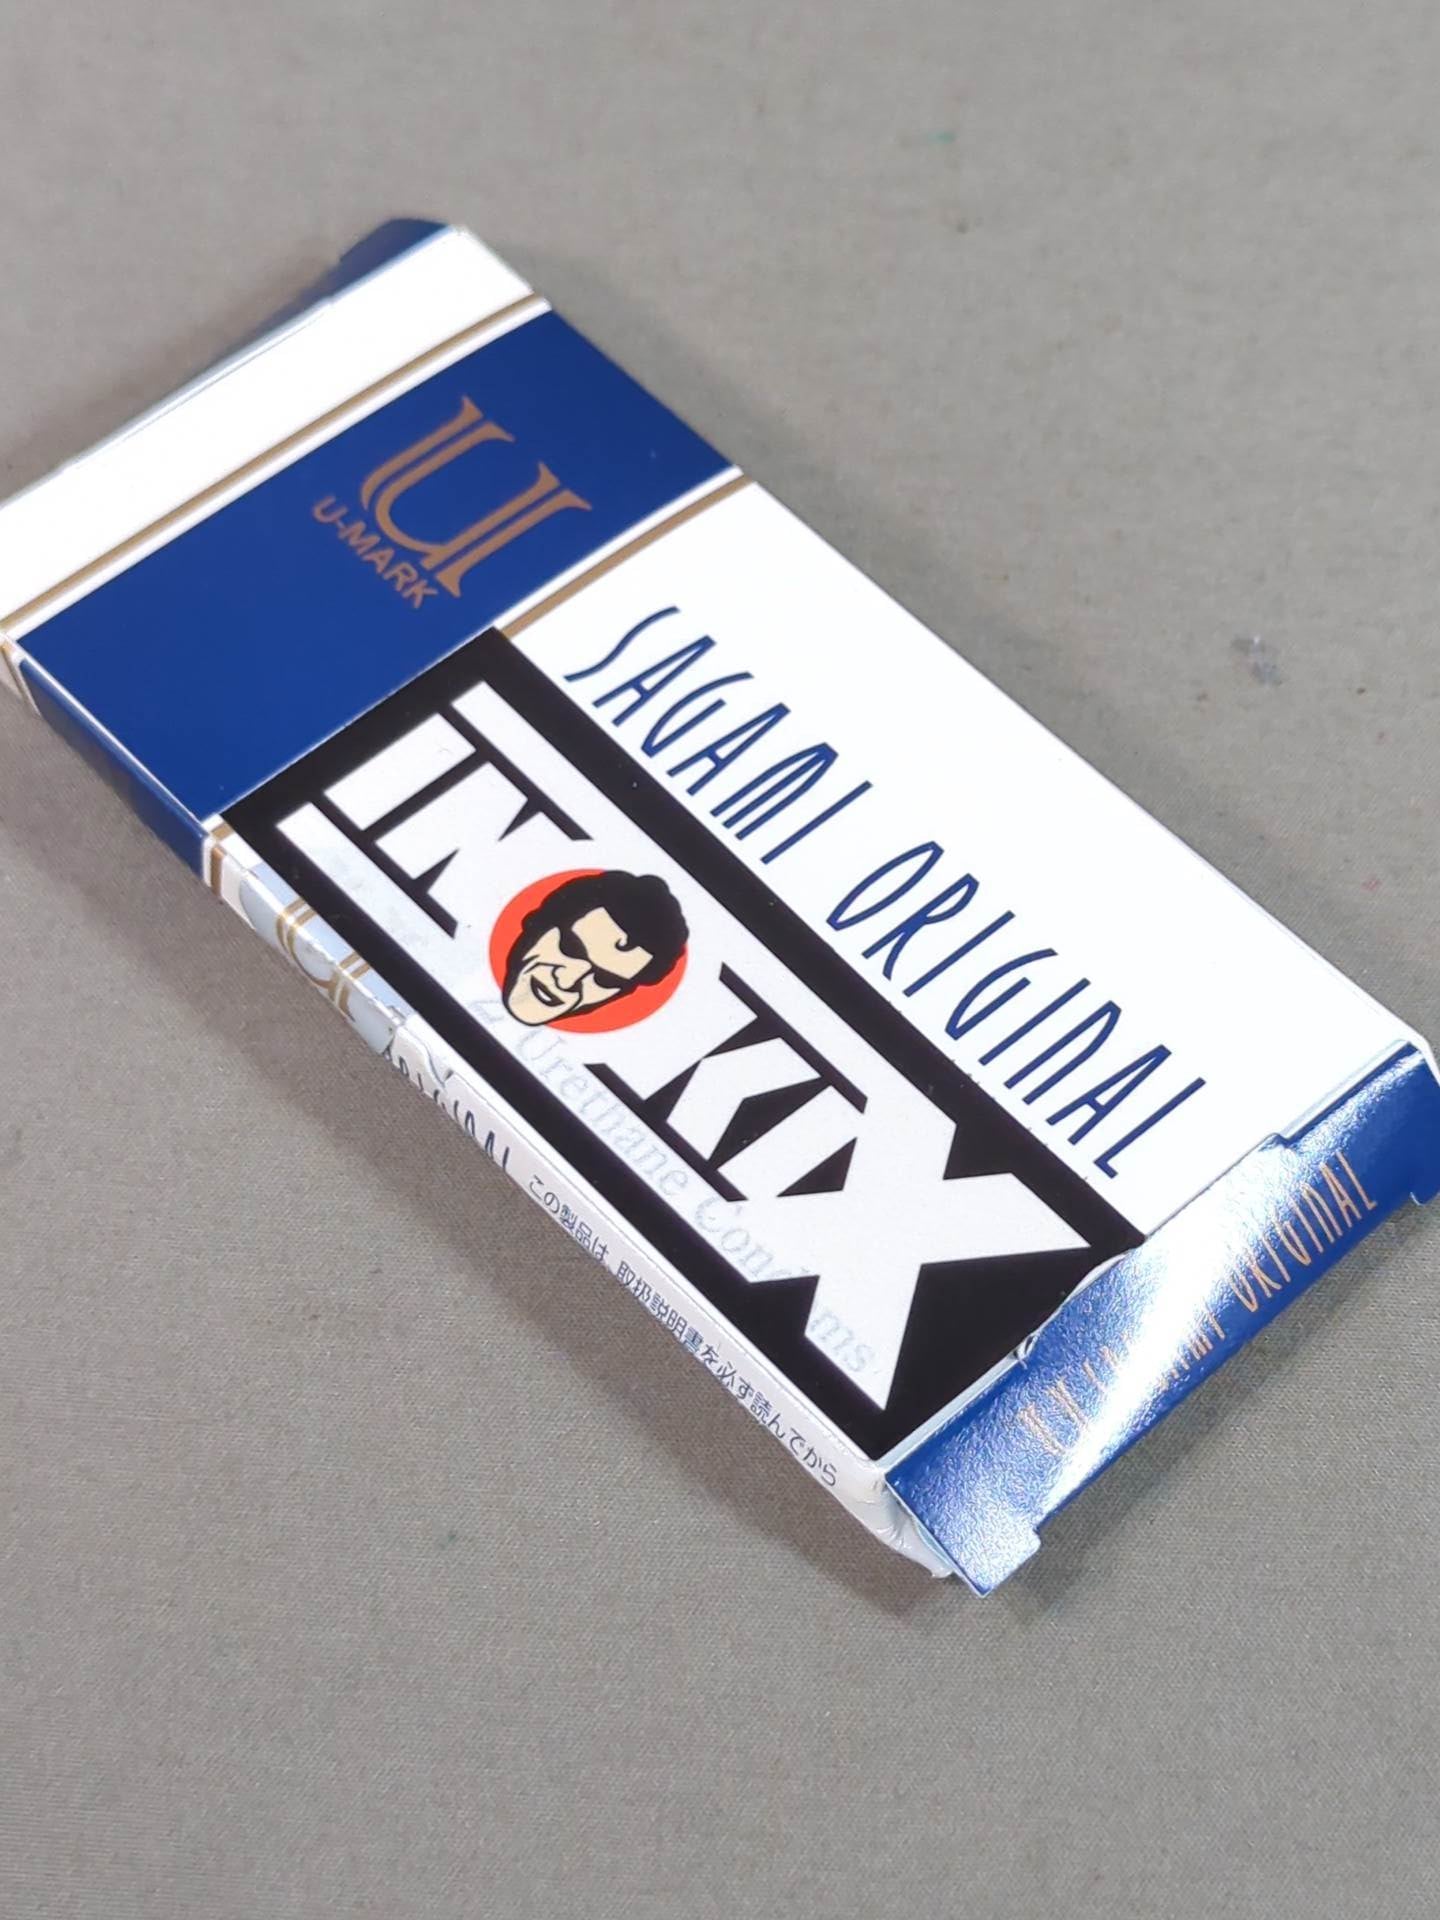 U-MARK
SAGAMI ORIGINAL
2 Urethane Condoms
この製品は、取扱説明書を必ず読んでから
ORIGINAL